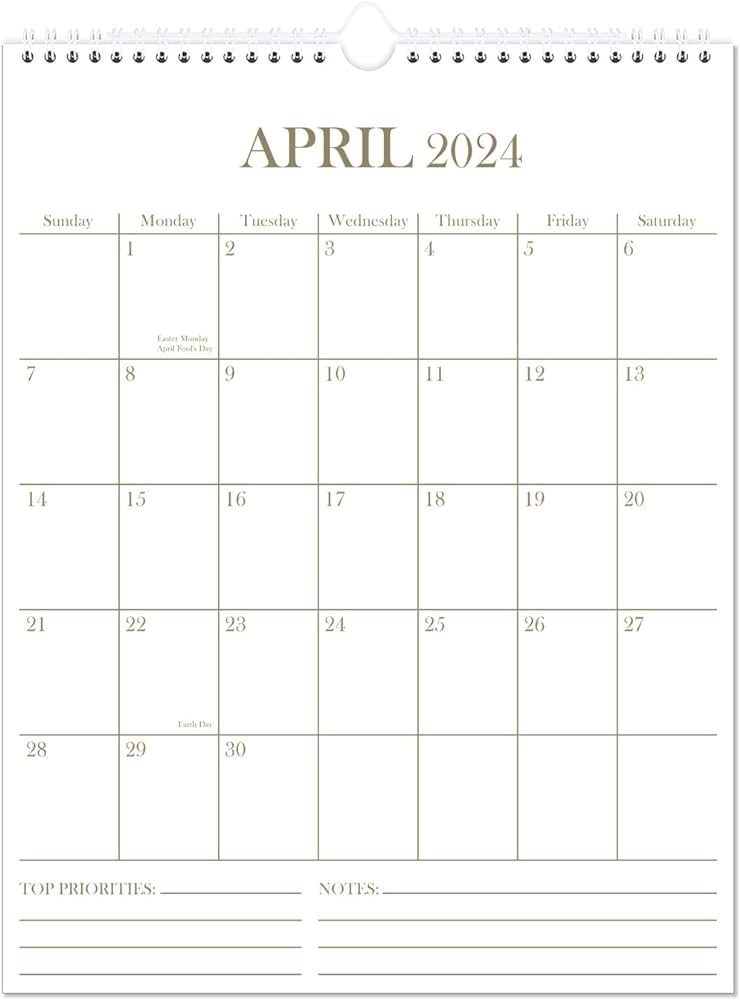 APRIL 2024
Sunday Monday Tuesday Wednesday Thursday Friday Saturday
1 2 3 4 5 6
Easter Monday
April Fool's Day
7 8 9 10 11 12 13
14 15 16 17 18 19 20
21 22 23 24 25 26 27
Earth Day
28 29 30
TOP PRIORITIES: NOTES: